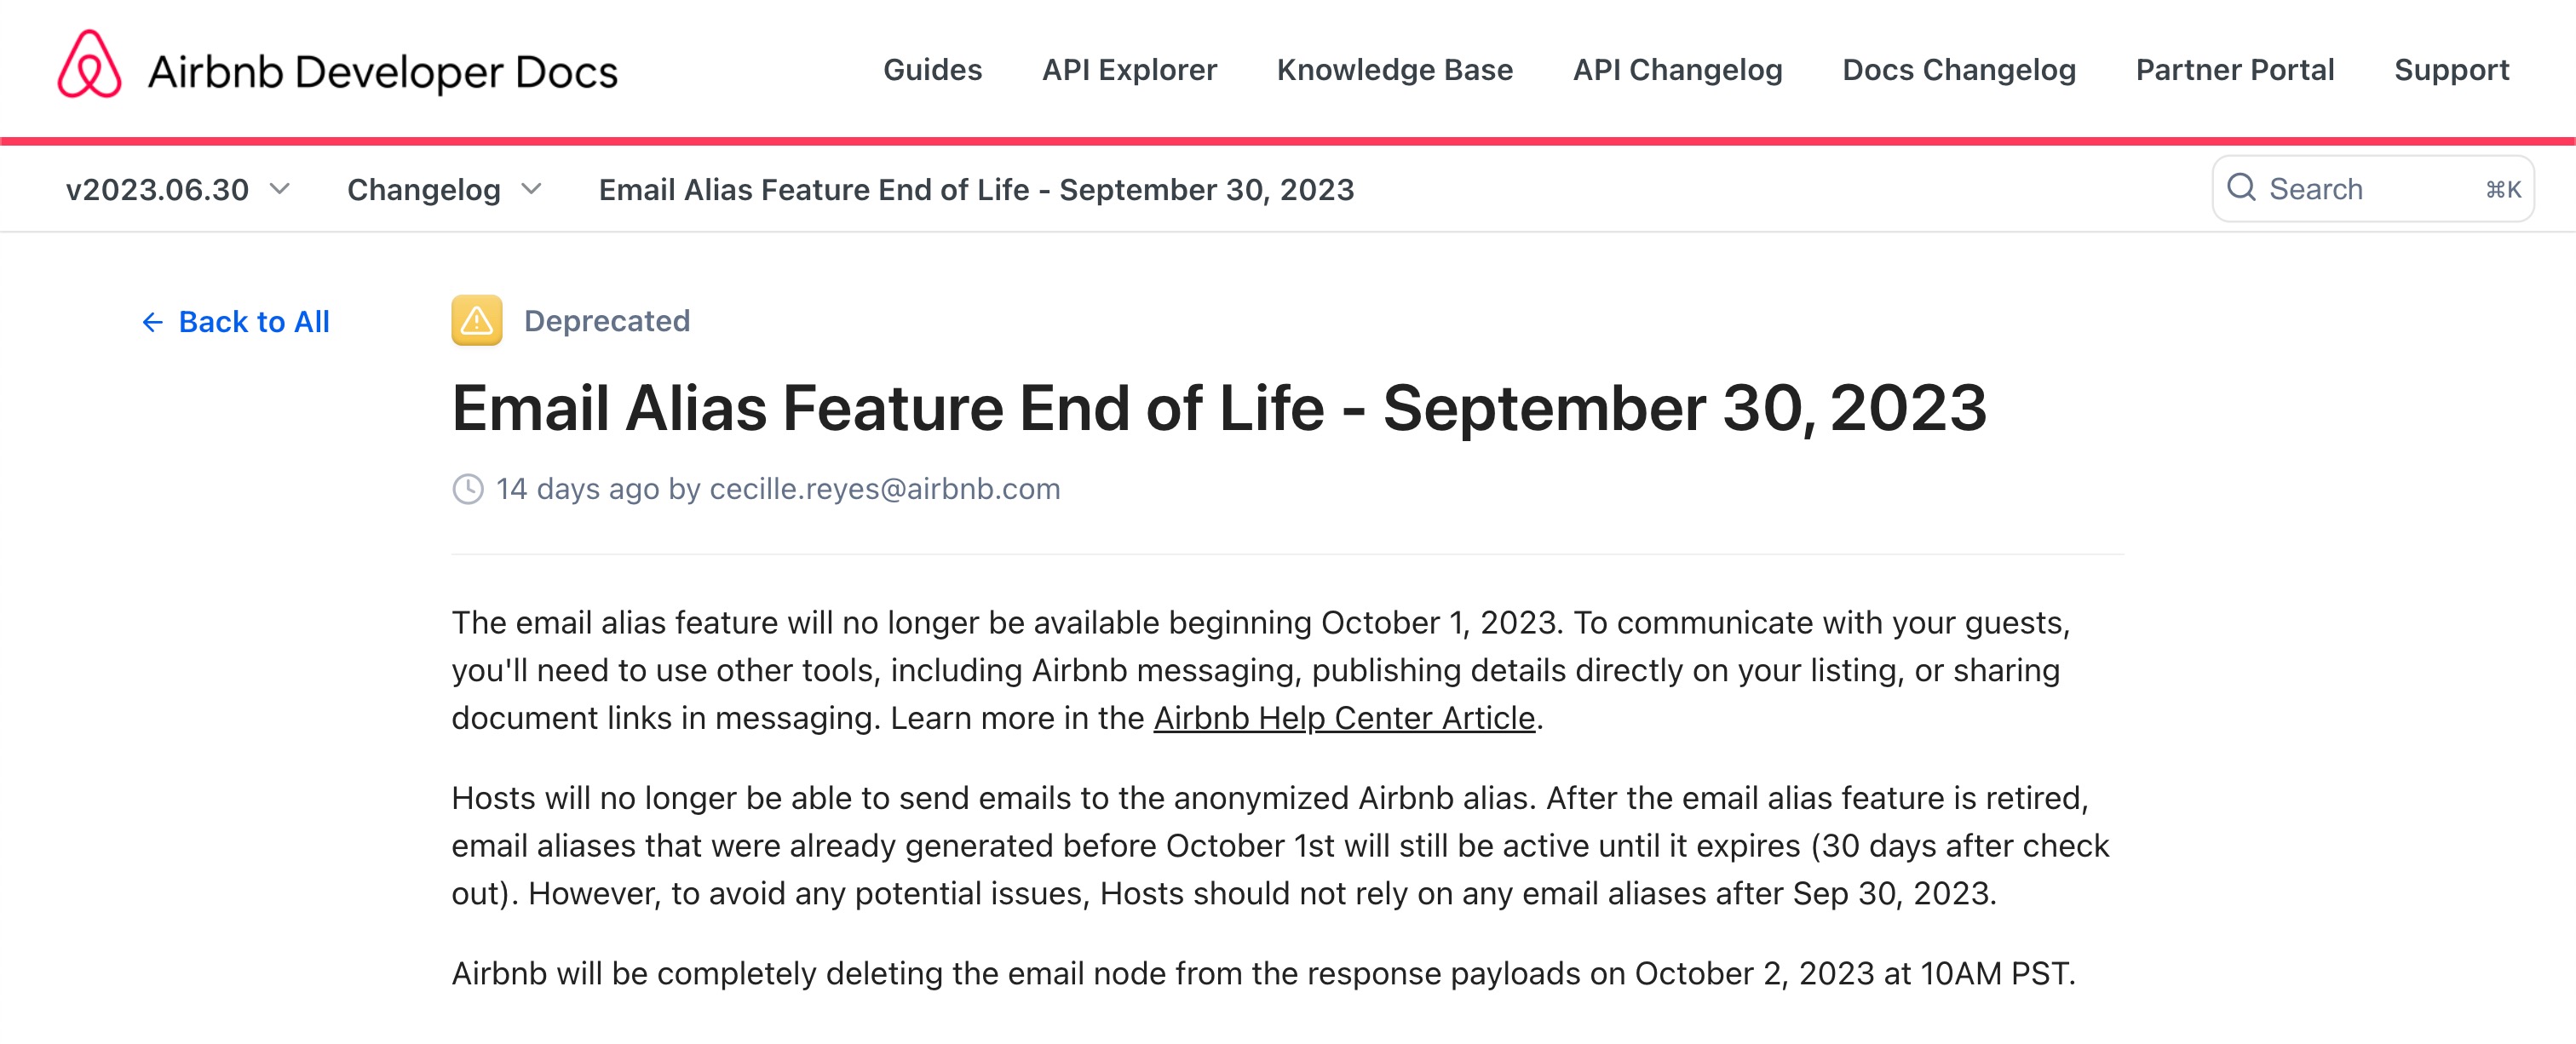 Airbnb Developer Docs
Guides
API Explorer
Knowledge Base
API Changelog
Docs Changelog
Partner Portal
Support
v2023.06.30
Changelog
Email Alias Feature End of Life - September 30, 2023
Search
⌘K
← Back to All
Deprecated
Email Alias Feature End of Life - September 30, 2023
14 days ago by cecille.reyes@airbnb.com
The email alias feature will no longer be available beginning October 1, 2023. To communicate with your guests,
you'll need to use other tools, including Airbnb messaging, publishing details directly on your listing, or sharing
document links in messaging. Learn more in the Airbnb Help Center Article.
Hosts will no longer be able to send emails to the anonymized Airbnb alias. After the email alias feature is retired,
email aliases that were already generated before October 1st will still be active until it expires (30 days after check
out). However, to avoid any potential issues, Hosts should not rely on any email aliases after Sep 30, 2023.
Airbnb will be completely deleting the email node from the response payloads on October 2, 2023 at 10AM PST.